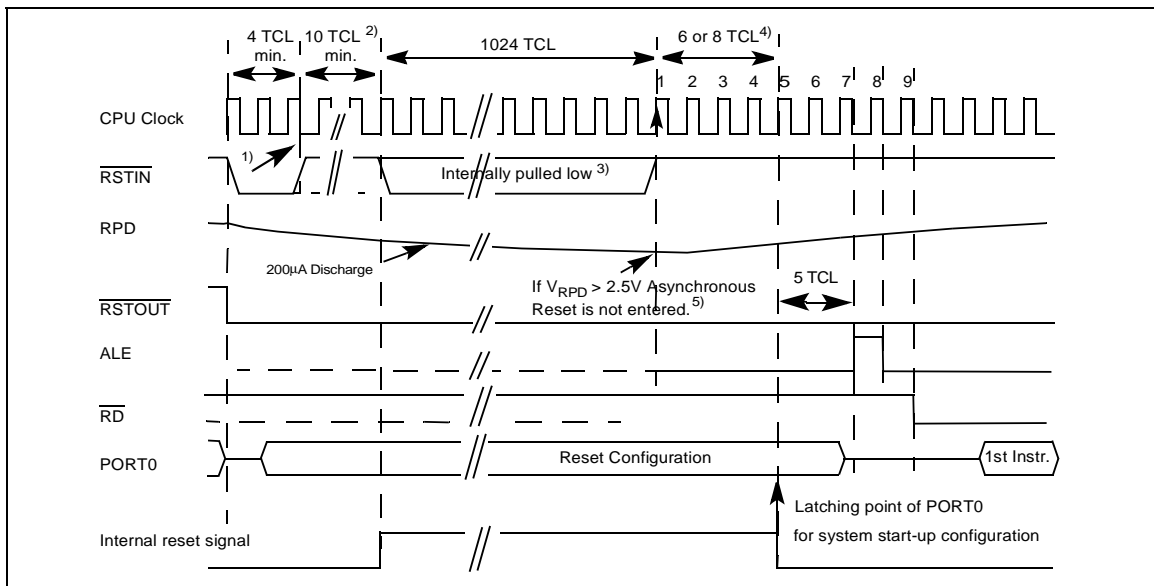 4 TCL
min.
10 TCL 2)
min.
1024 TCL
6 or 8 TCL4)
1 2 3 4 5 6 7 8 9
CPU Clock
1)
RSTIN
Internally pulled low 3)
RPD
200µA Discharge
If VRPD > 2.5V Asynchronous
Reset is not entered.5)
5 TCL
RSTOUT
ALE
RD
PORT0
Reset Configuration
1st Instr.
Latching point of PORT0
for system start-up configuration
Internal reset signal